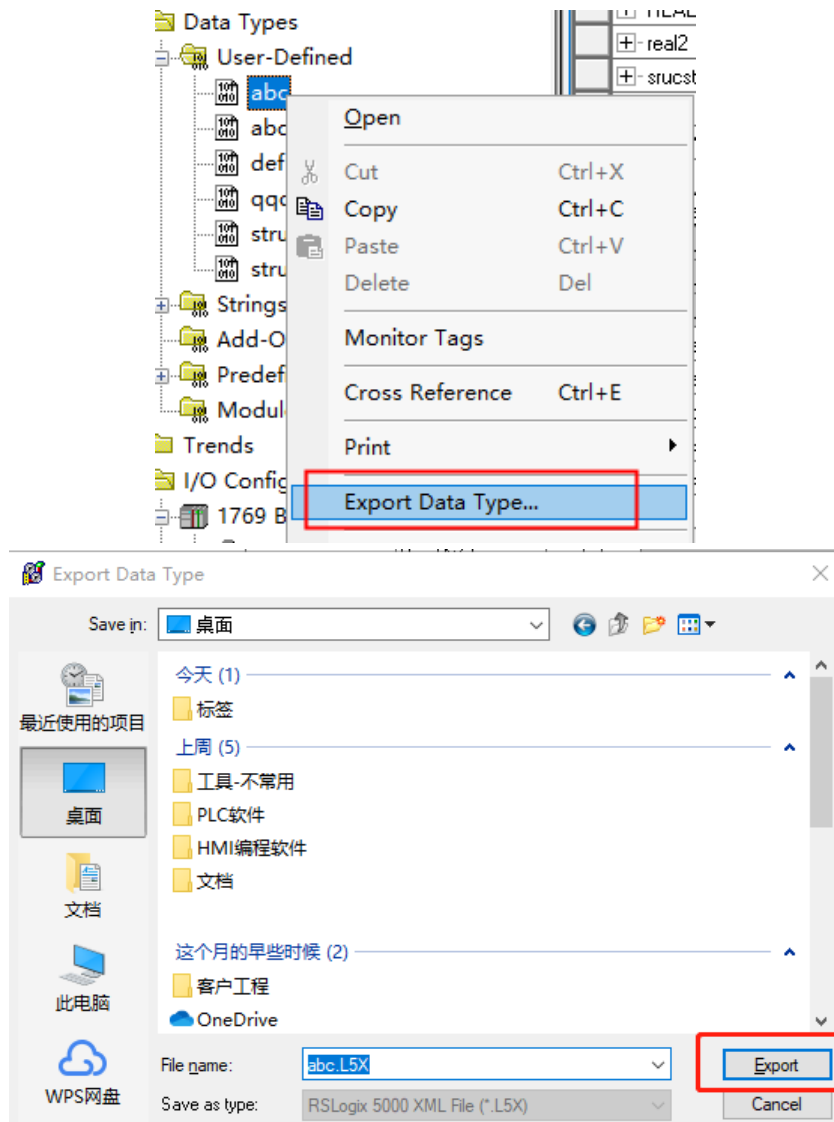 Data Types
User-Defined
real2
abc
srucst
Open
abc
def
Cut Ctrl+X
qqq
Copy Ctrl+C
stru
Paste Ctrl+V
stru
Delete Del
Strings
Add-O
Monitor Tags
Predef
Cross Reference Ctrl+E
Modul
Trends
Print
I/O Config
Export Data Type...
1769 B
Export Data Type
Save in: 桌面
今天 (1)
标签
最近使用的项目
上周 (5)
工具-不常用
PLC软件
桌面
HMI编程软件
文档
文档
这个月的早些时候 (2)
客户工程
此电脑
OneDrive
File name: abc.L5X Export
WPS网盘
Save as type: RSLogix 5000 XML File (*.L5X) Cancel